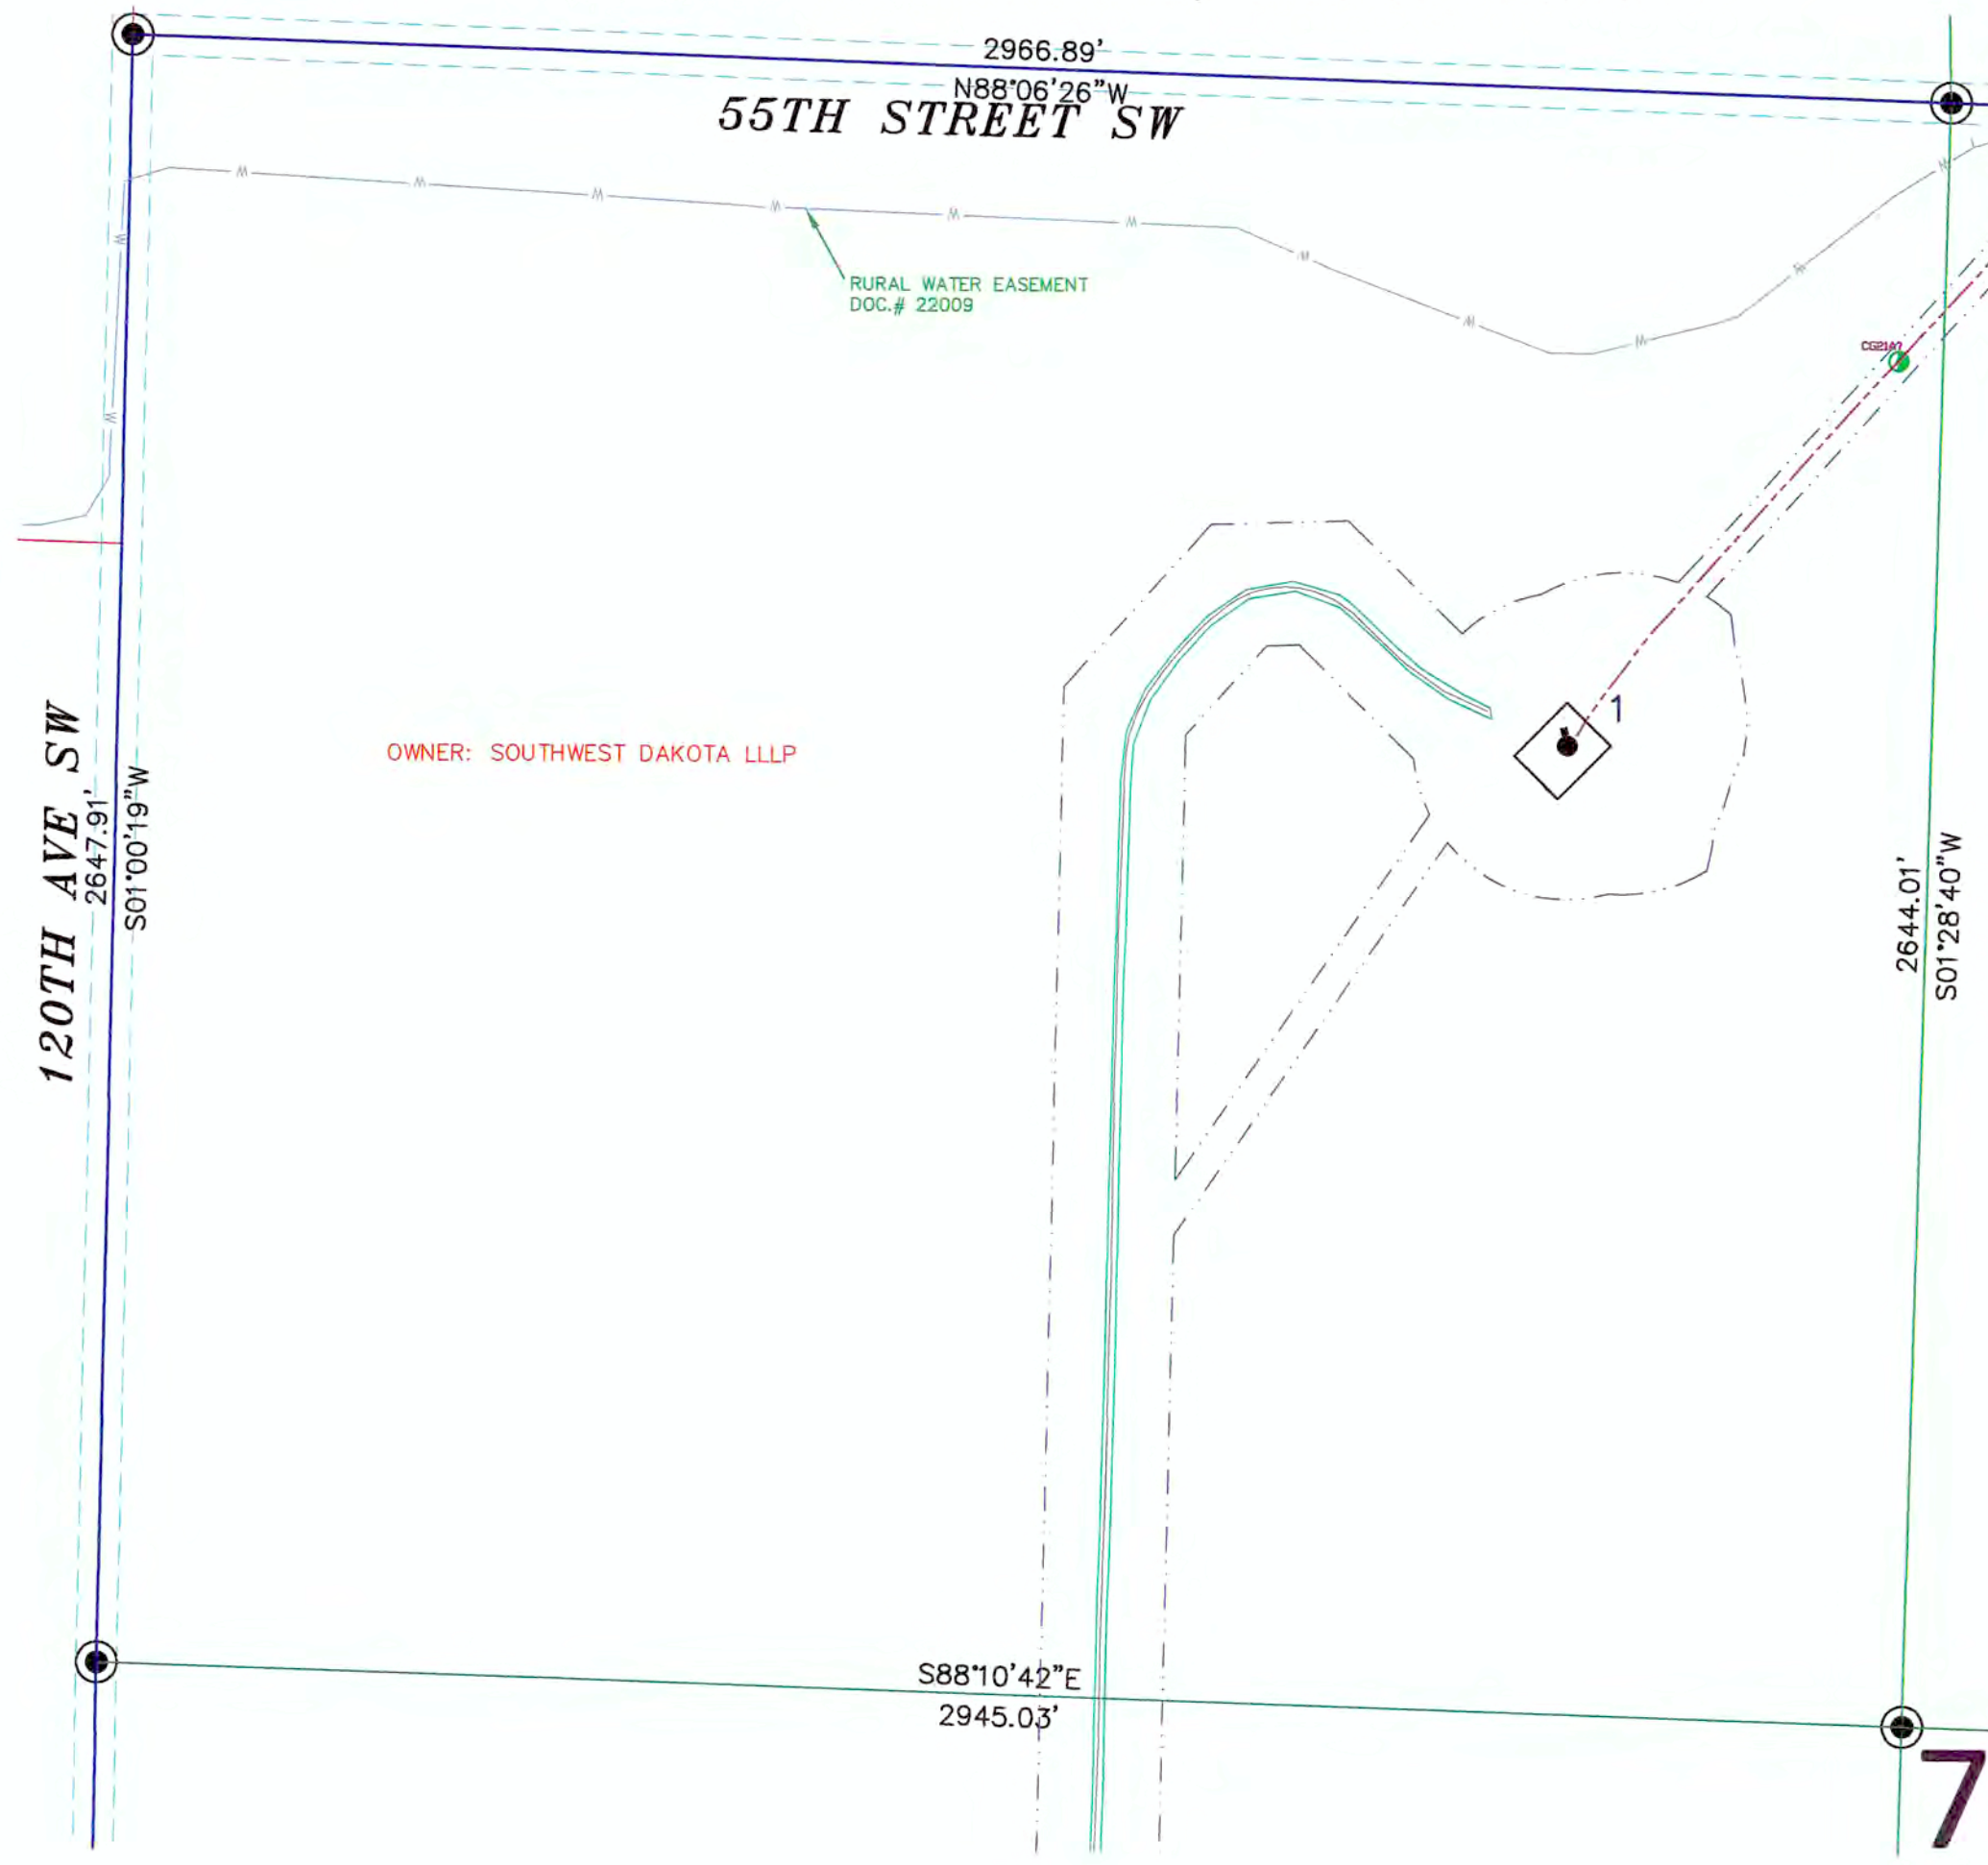 2966.89'
N88°06'26"W
55TH STREET SW
RURAL WATER EASEMENT
DOC.# 22009
CG21A7
1
OWNER: SOUTHWEST DAKOTA LLLP
120TH AVE SW
2647.91'
S01°00'19"W
2644.01'
S01°28'40"W
S88°10'42"E
2945.03'
7
W
W
W
W
W
W
W
W
W
W
W
W
W